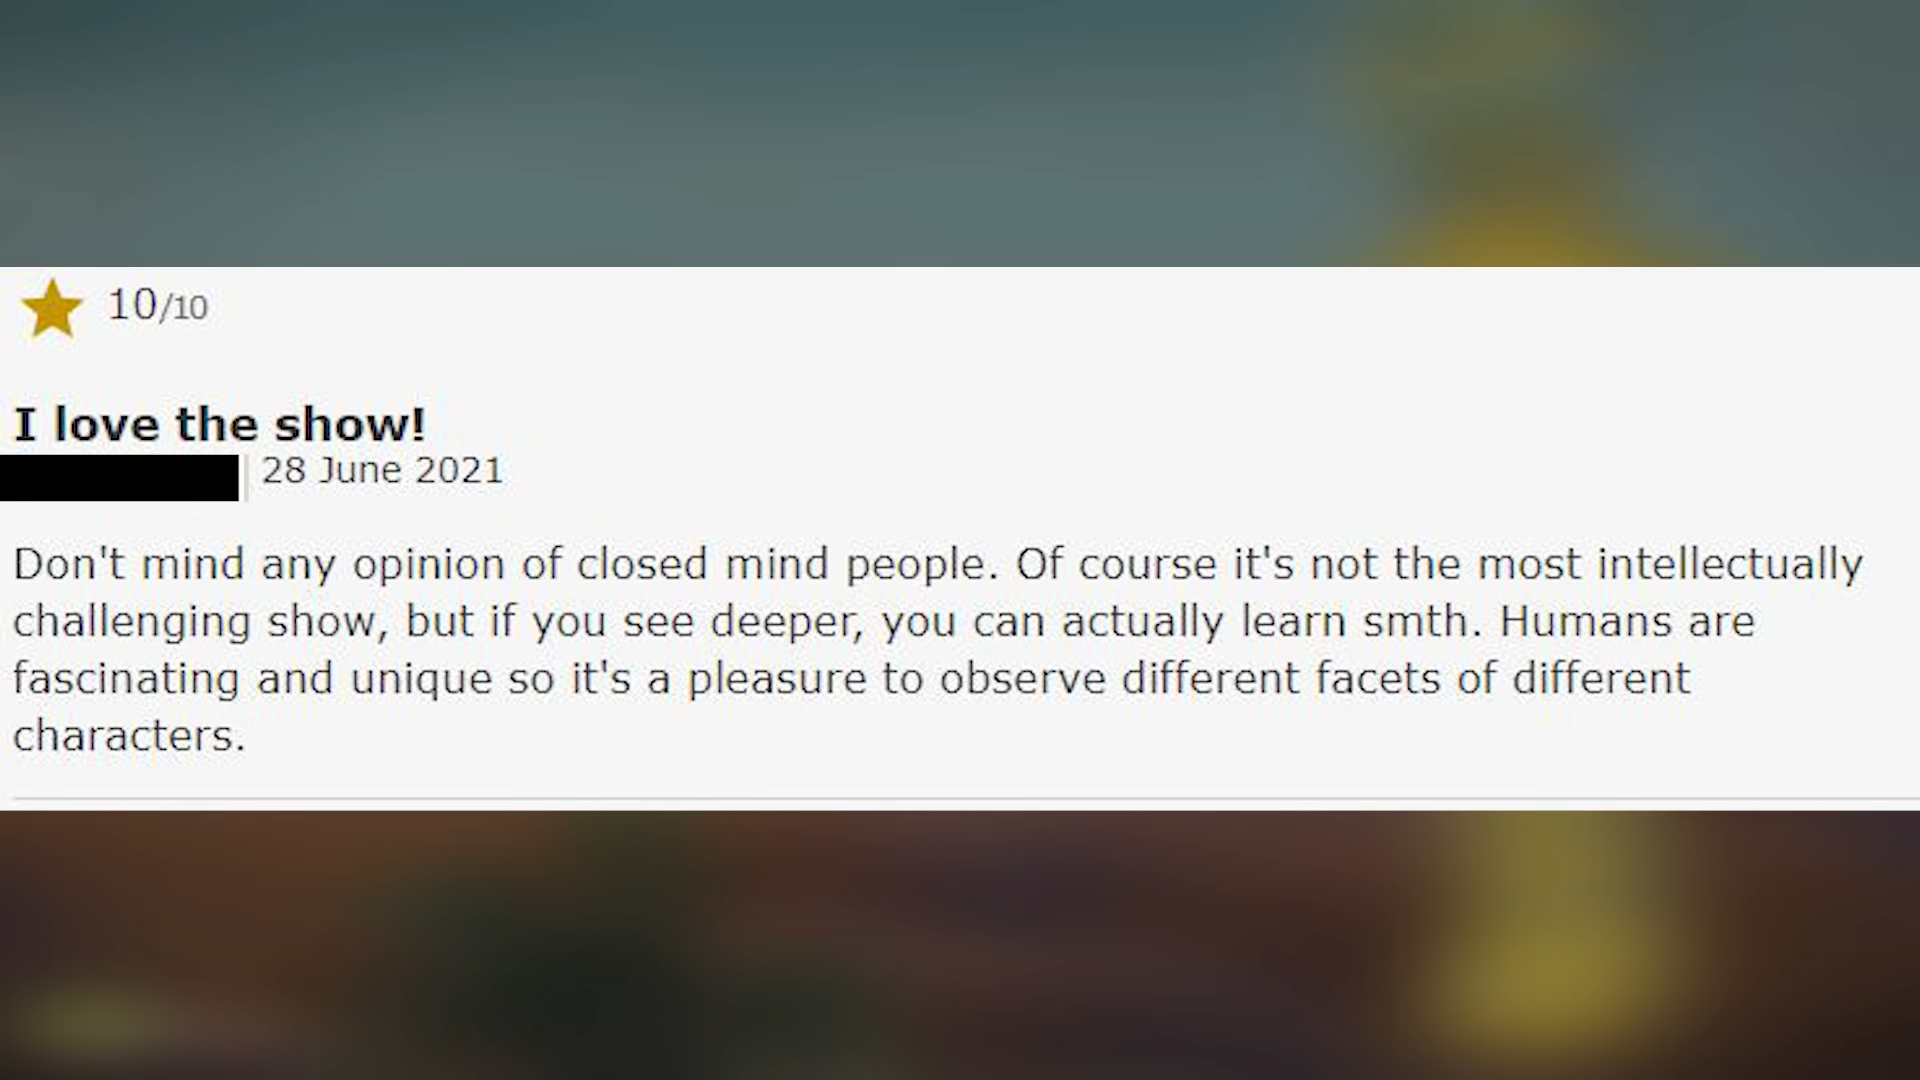 10/10
I love the show!
28 June 2021
Don't mind any opinion of closed mind people. Of course it's not the most intellectually
challenging show, but if you see deeper, you can actually learn smth. Humans are
fascinating and unique so it's a pleasure to observe different facets of different
characters.